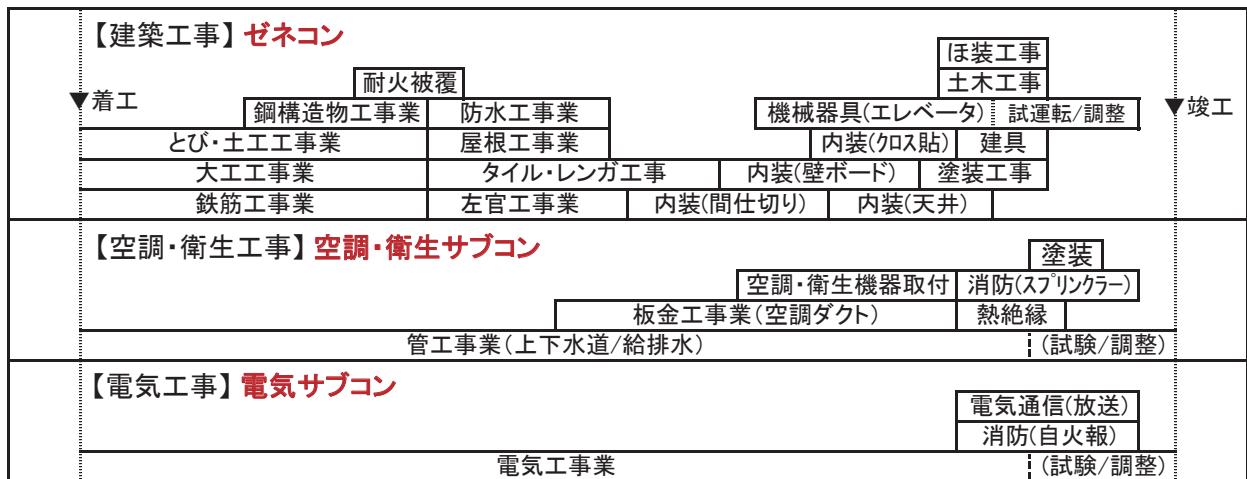 【建築工事】ゼネコン
ほ装工事
耐火被覆 土木工事
▼着工 鋼構造物工事業 防水工事業 機械器具(エレベータ) 試運転/調整 ▼竣工
とび・土工工事業 屋根工事業 内装(クロス貼) 建具
大工工事業 タイル・レンガ工事 内装(壁ボード) 塗装工事
鉄筋工事業 左官工事業 内装(間仕切り) 内装(天井)
【空調・衛生工事】空調・衛生サブコン
塗装
空調・衛生機器取付 消防(スプリンクラー)
板金工事業(空調ダクト) 熱絶縁
管工事業(上下水道/給排水) (試験/調整)
【電気工事】電気サブコン
電気通信(放送)
消防(自火報)
電気工事業 (試験/調整)